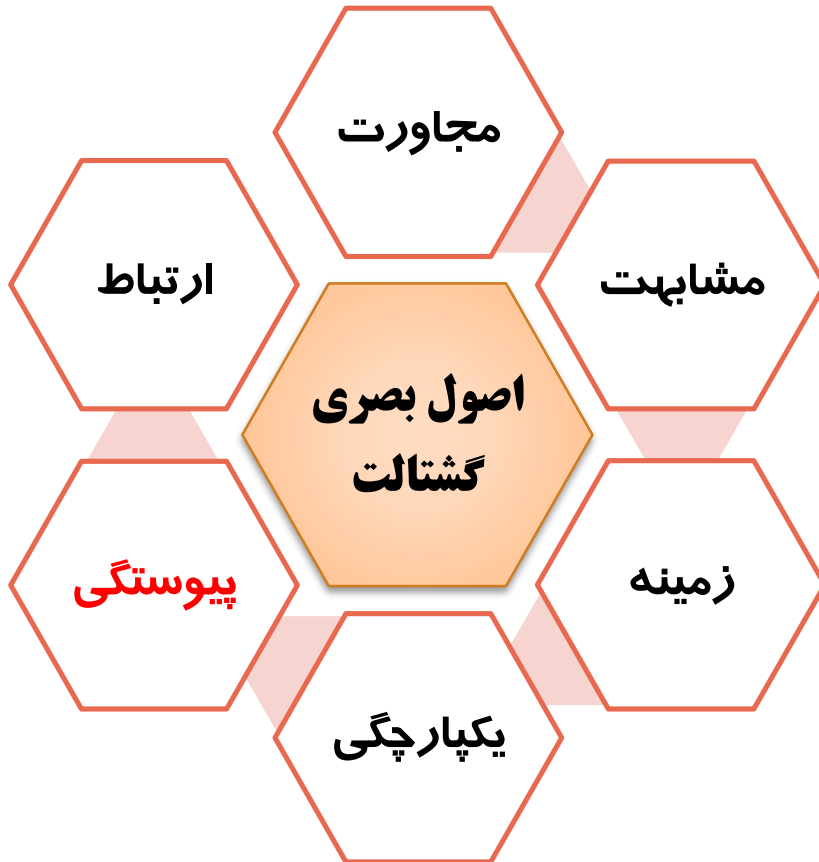 مجاورت
مشابهت
زمینه
یکپارچگی
پیوستگی
ارتباط
اصول بصری
گشتالت